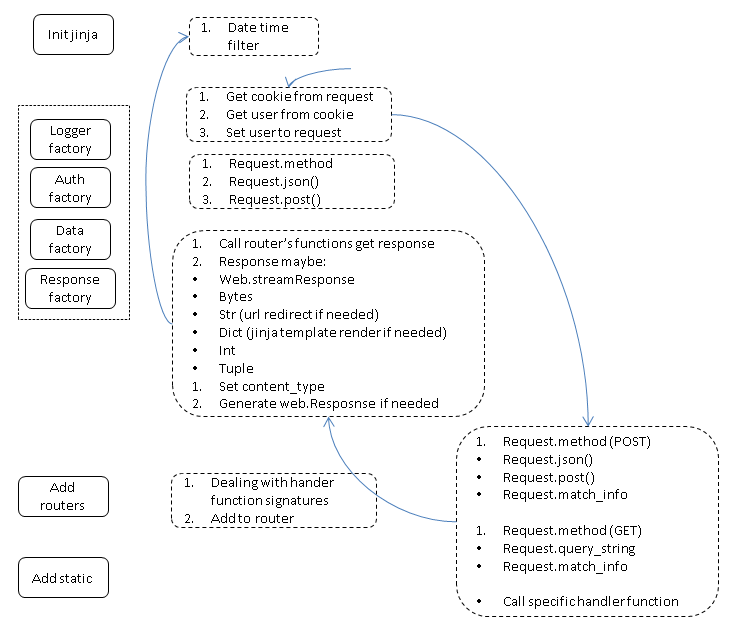 Init jinja
1. Date time
filter
1. Get cookie from request
2. Get user from cookie
3. Set user to request
Logger
factory
Auth
factory
Data
factory
Response
factory
1. Request.method
2. Request.json()
3. Request.post()
1. Call router's functions get response
2. Response maybe:
• Web.streamResponse
• Bytes
• Str (url redirect if needed)
• Dict (jinja template render if needed)
• Int
• Tuple
1. Set content_type
2. Generate web.Resposnse if needed
1. Request.method (POST)
• Request.json()
• Request.post()
• Request.match_info
1. Request.method (GET)
• Request.query_string
• Request.match_info
• Call specific handler function
Add
routers
1. Dealing with hander
function signatures
2. Add to router
Add static